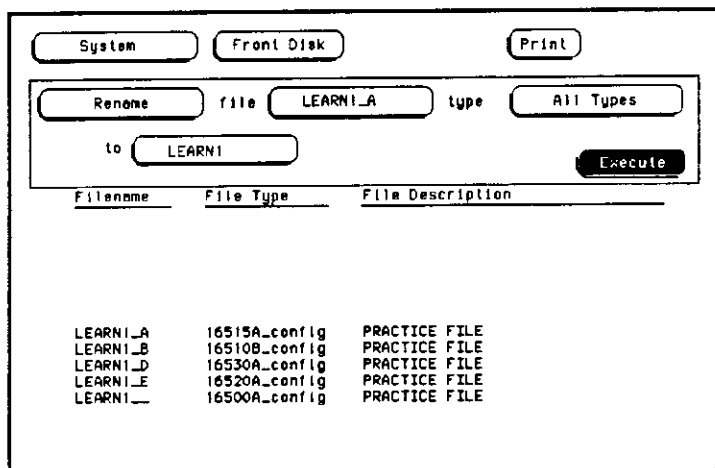 System Front Disk Print
Rename file LEARN1_A type All Types
to LEARN1
Execute
Filename File Type File Description
LEARN1_A 16515A_config PRACTICE FILE
LEARN1_B 16510B_config PRACTICE FILE
LEARN1_D 16530A_config PRACTICE FILE
LEARN1_E 16520A_config PRACTICE FILE
LEARN1__ 16500A_config PRACTICE FILE